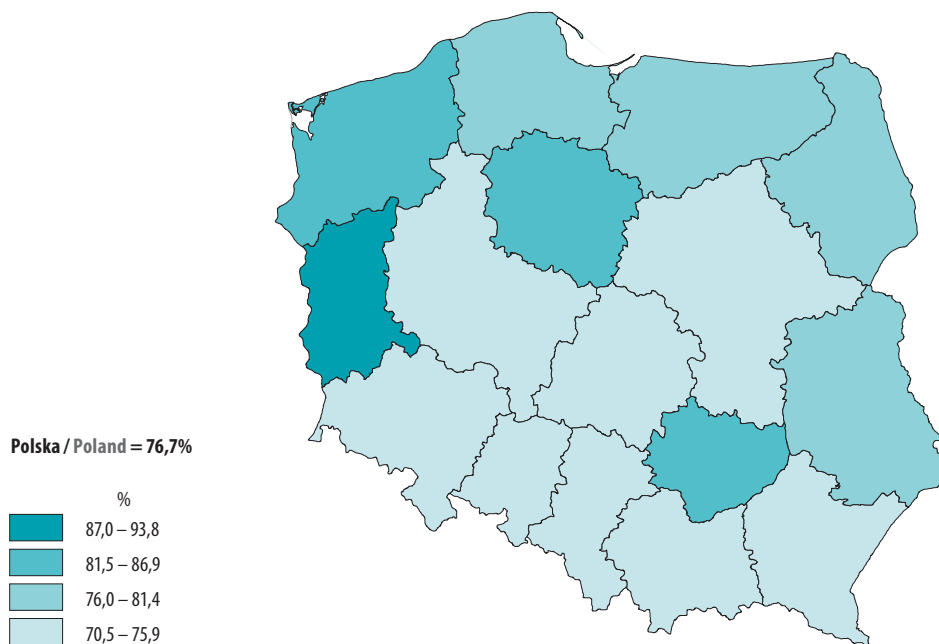 Polska / Poland = 76,7%
%
87,0 – 93,8
81,5 – 86,9
76,0 – 81,4
70,5 – 75,9